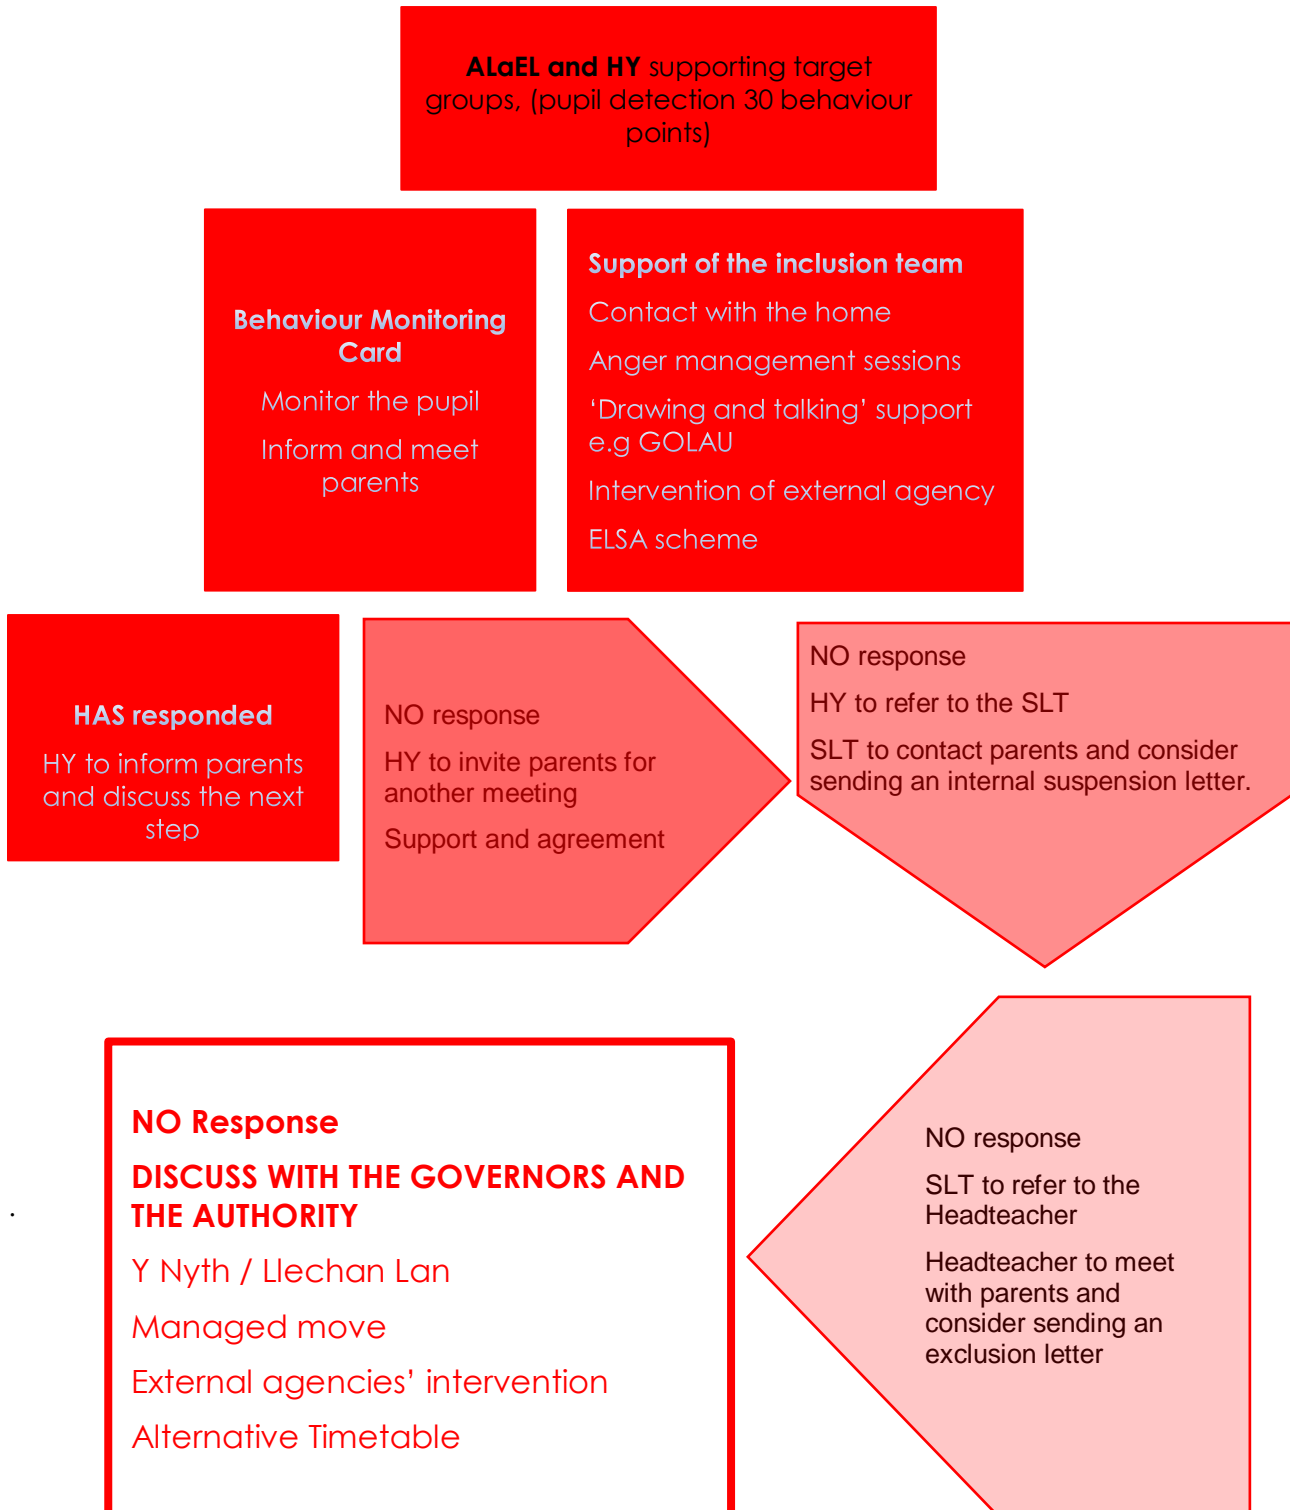 ALaEL and HY supporting target
groups, (pupil detection 30 behaviour
points)
Behaviour Monitoring
Card
Monitor the pupil
Inform and meet
parents
Support of the inclusion team
Contact with the home
Anger management sessions
‘Drawing and talking’ support
e.g GOLAU
Intervention of external agency
ELSA scheme
HAS responded
HY to inform parents
and discuss the next
step
NO response
HY to invite parents for
another meeting
Support and agreement
NO response
HY to refer to the SLT
SLT to contact parents and consider
sending an internal suspension letter.
NO response
SLT to refer to the
Headteacher
Headteacher to meet
with parents and
consider sending an
exclusion letter
NO Response
DISCUSS WITH THE GOVERNORS AND
THE AUTHORITY
Y Nyth / Llechan Lan
Managed move
External agencies’ intervention
Alternative Timetable
.